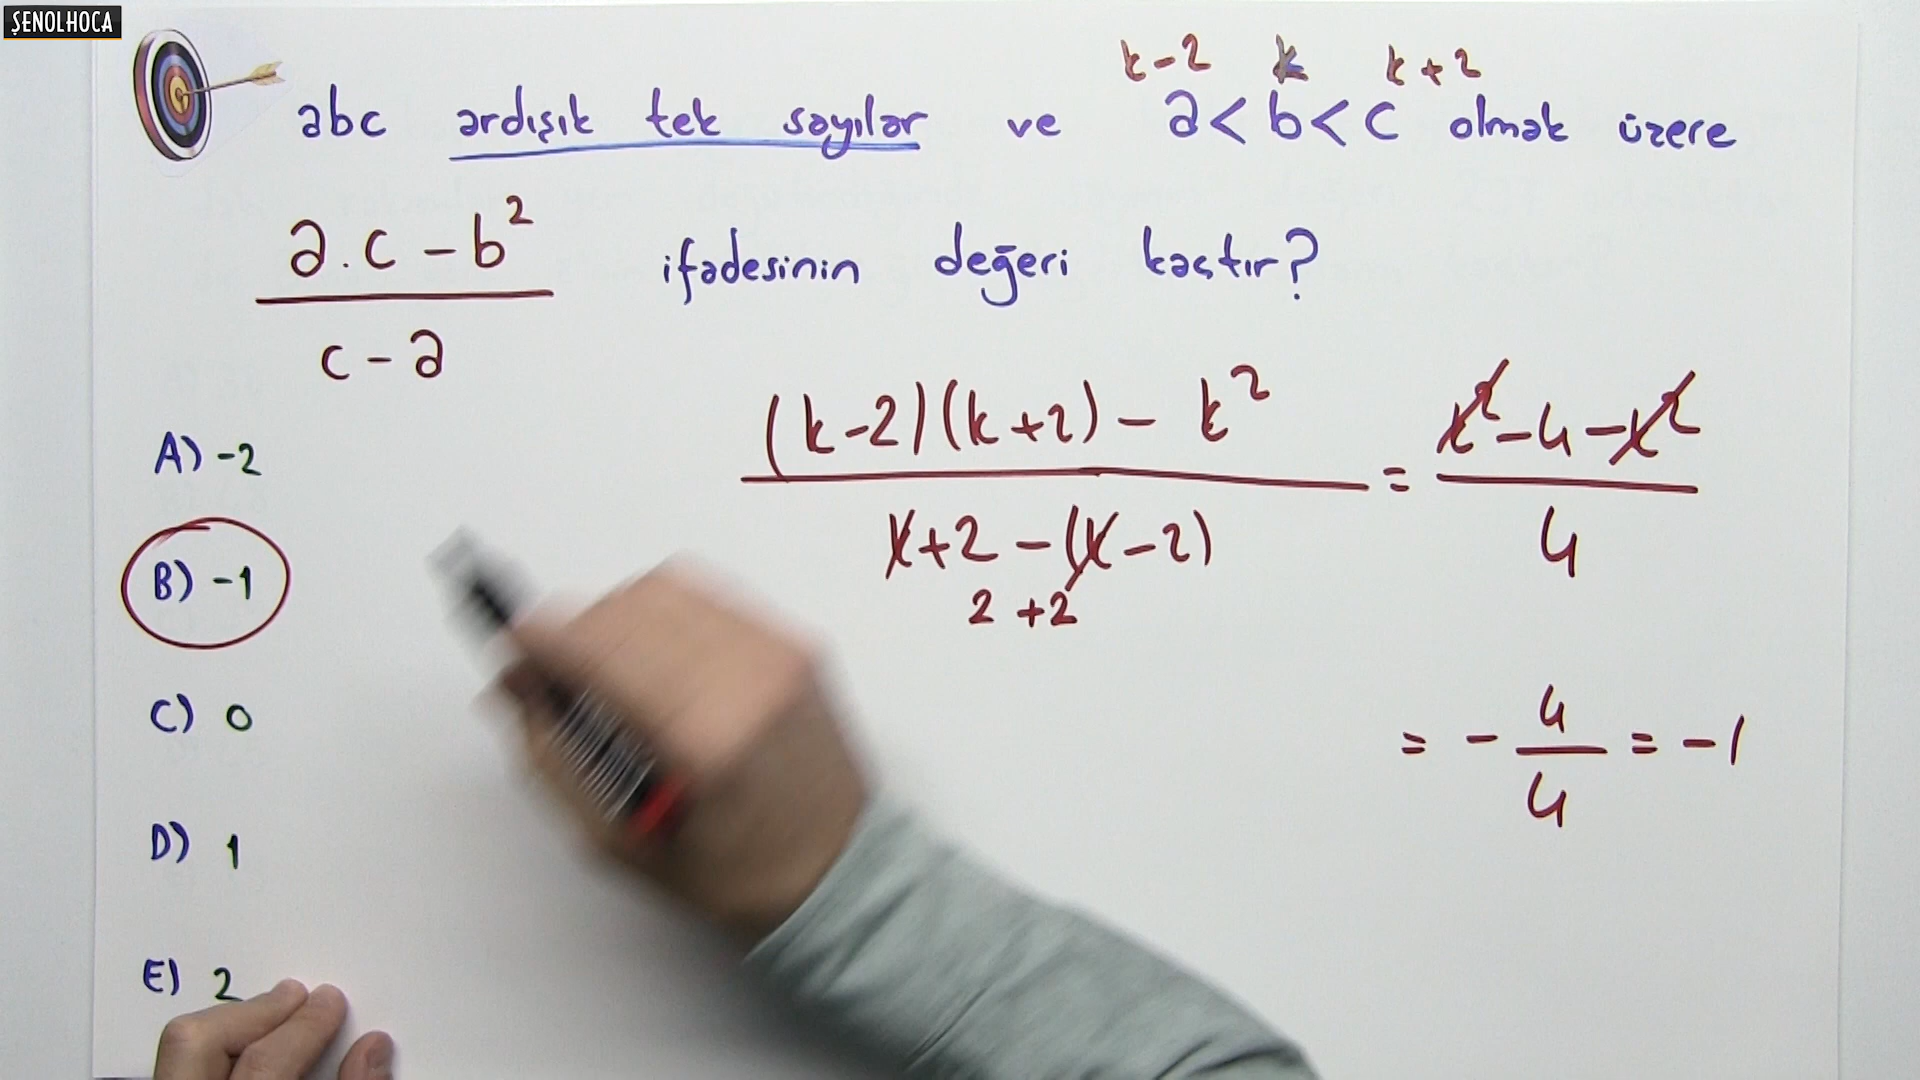 ŞENOLHOCA
k-2 k k+2
abc ardışık tek sayılar ve a<b<c olmak üzere
a.c-b² ifadesinin değeri kaçtır?
c-a
(k-2)(k+2)-k² = k²-4-k²
k+2-(k-2) 4
2 +2
A) -2
B) -1
C) 0
D) 1
E) 2
= - 4/4 = -1